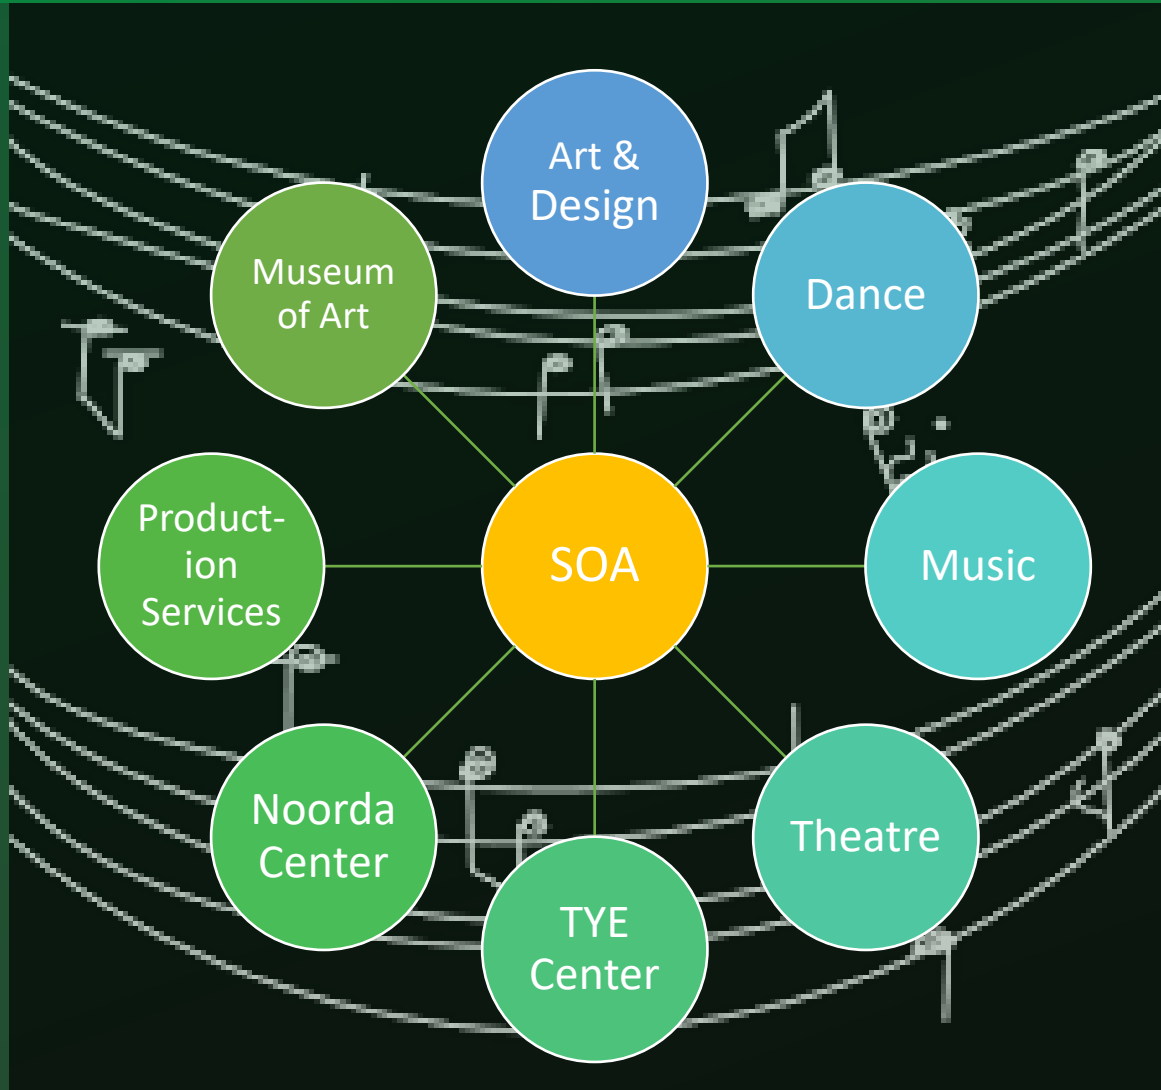 Art &
Design
Dance
Music
Theatre
TYE
Center
Noorda
Center
Product-
ion
Services
Museum
of Art
SOA